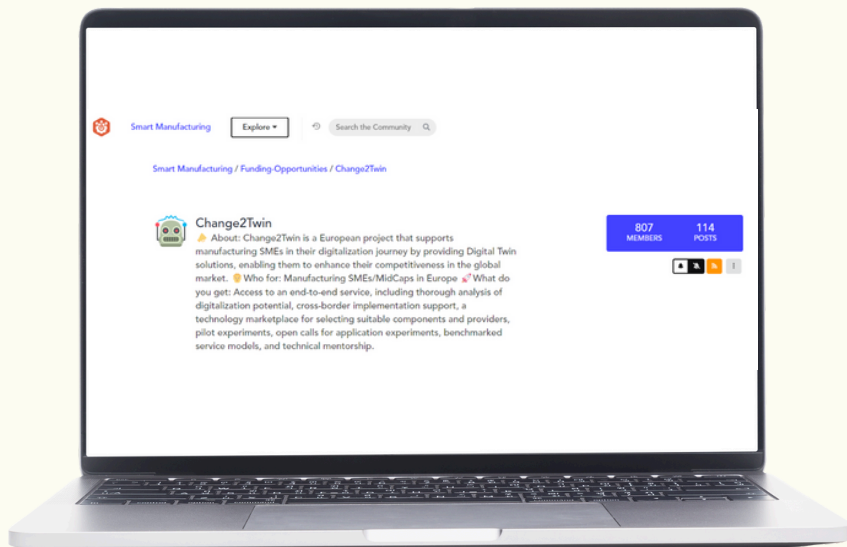 Smart Manufacturing Explore Search the Community
Smart Manufacturing / Funding-Opportunities / Change2Twin
Change2Twin
About: Change2Twin is a European project that supports
manufacturing SMEs in their digitalization journey by providing Digital Twin
solutions, enabling them to enhance their competitiveness in the global
market. Who for: Manufacturing SMEs/MidCaps in Europe What do
you get: Access to an end-to-end service, including thorough analysis of
digitalization potential, cross-border implementation support, a
technology marketplace for selecting suitable components and providers,
pilot experiments, open calls for application experiments, benchmarked
service models, and technical mentorship.
807 114
MEMBERS POSTS